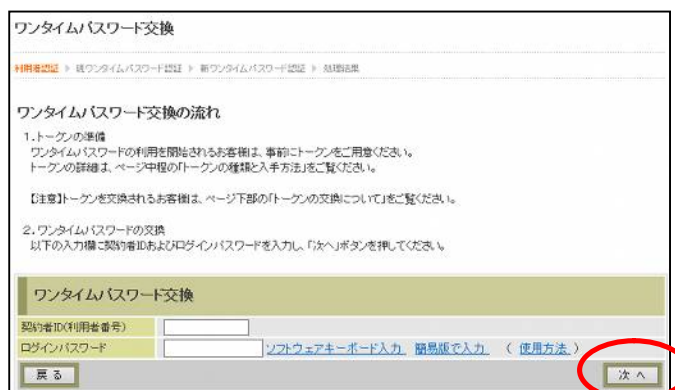 ワンタイムパスワード交換
利用者認証 ▶ 現ワンタイムパスワード認証 ▶ 新ワンタイムパスワード認証 ▶ 処理結果
ワンタイムパスワード交換の流れ
1.トークンの準備
ワンタイムパスワードの利用を開始されるお客様は、事前にトークンをご用意ください。
トークンの詳細は、ページ中程の「トークンの種類と入手方法」をご覧ください。
【注意】トークンを交換されるお客様は、ページ下部の「トークンの交換について」をご覧ください。
2.ワンタイムパスワードの交換
以下の入力欄に契約者IDおよびログインパスワードを入力し、「次へ」ボタンを押してください。
ワンタイムパスワード交換
契約者ID(利用者番号)
ログインパスワード ソフトウェアキーボード入力 簡易版で入力 ( 使用方法 )
戻る 次へ